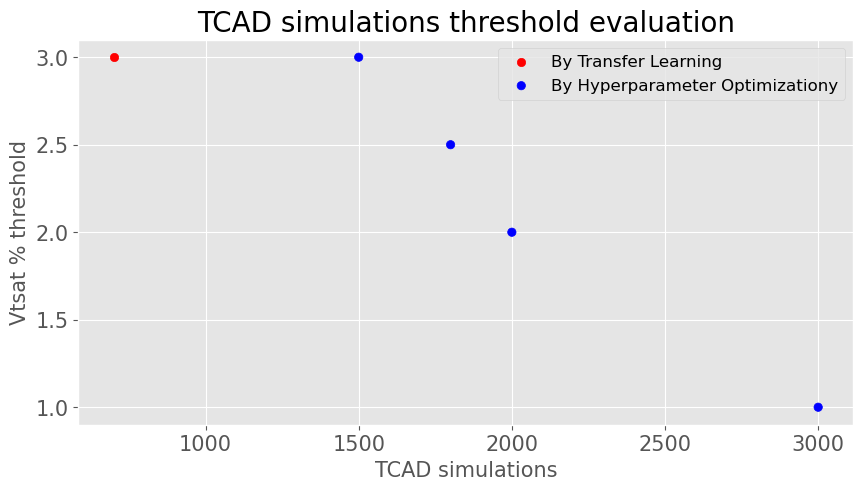 TCAD simulations threshold evaluation
By Transfer Learning
By Hyperparameter Optimizationy
Vtsat % threshold
3.0
2.5
2.0
1.5
1.0
1000 1500 2000 2500 3000
TCAD simulations